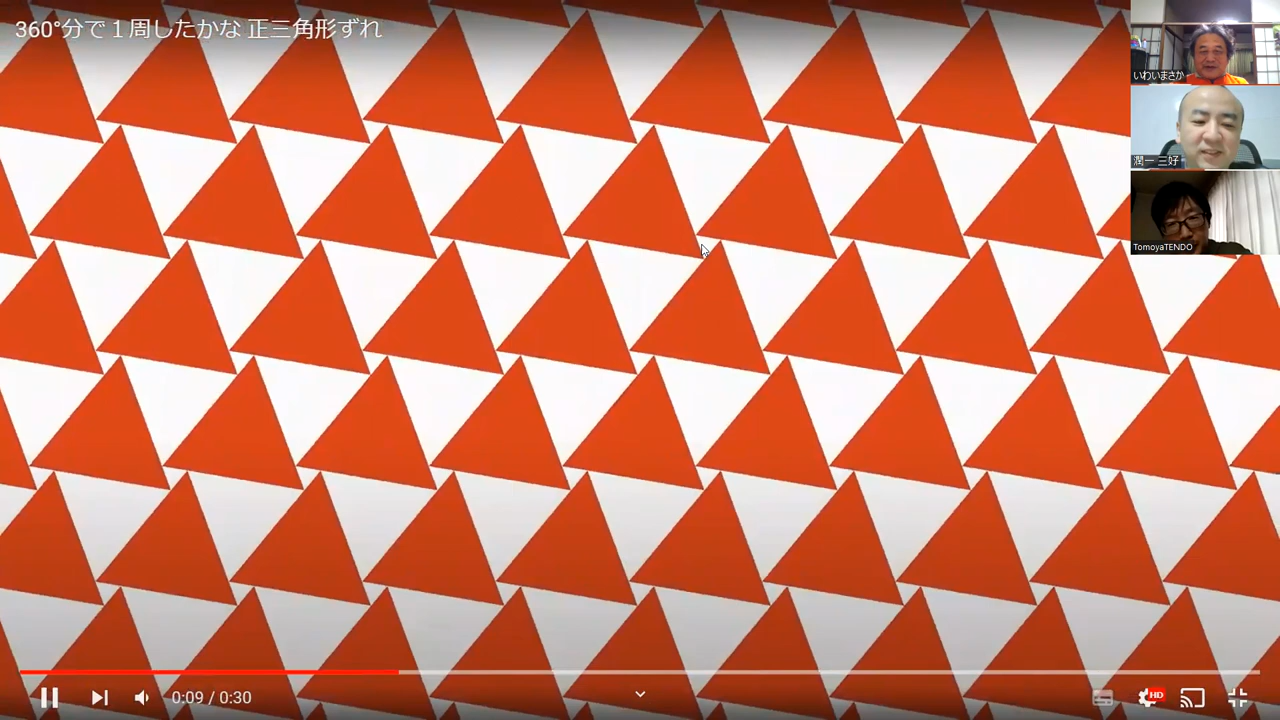 360°分で１周したかな 正三角形ずれ
いわいまさか
潤一 三好
TomoyaTENDO
0:09 / 0:30
HD